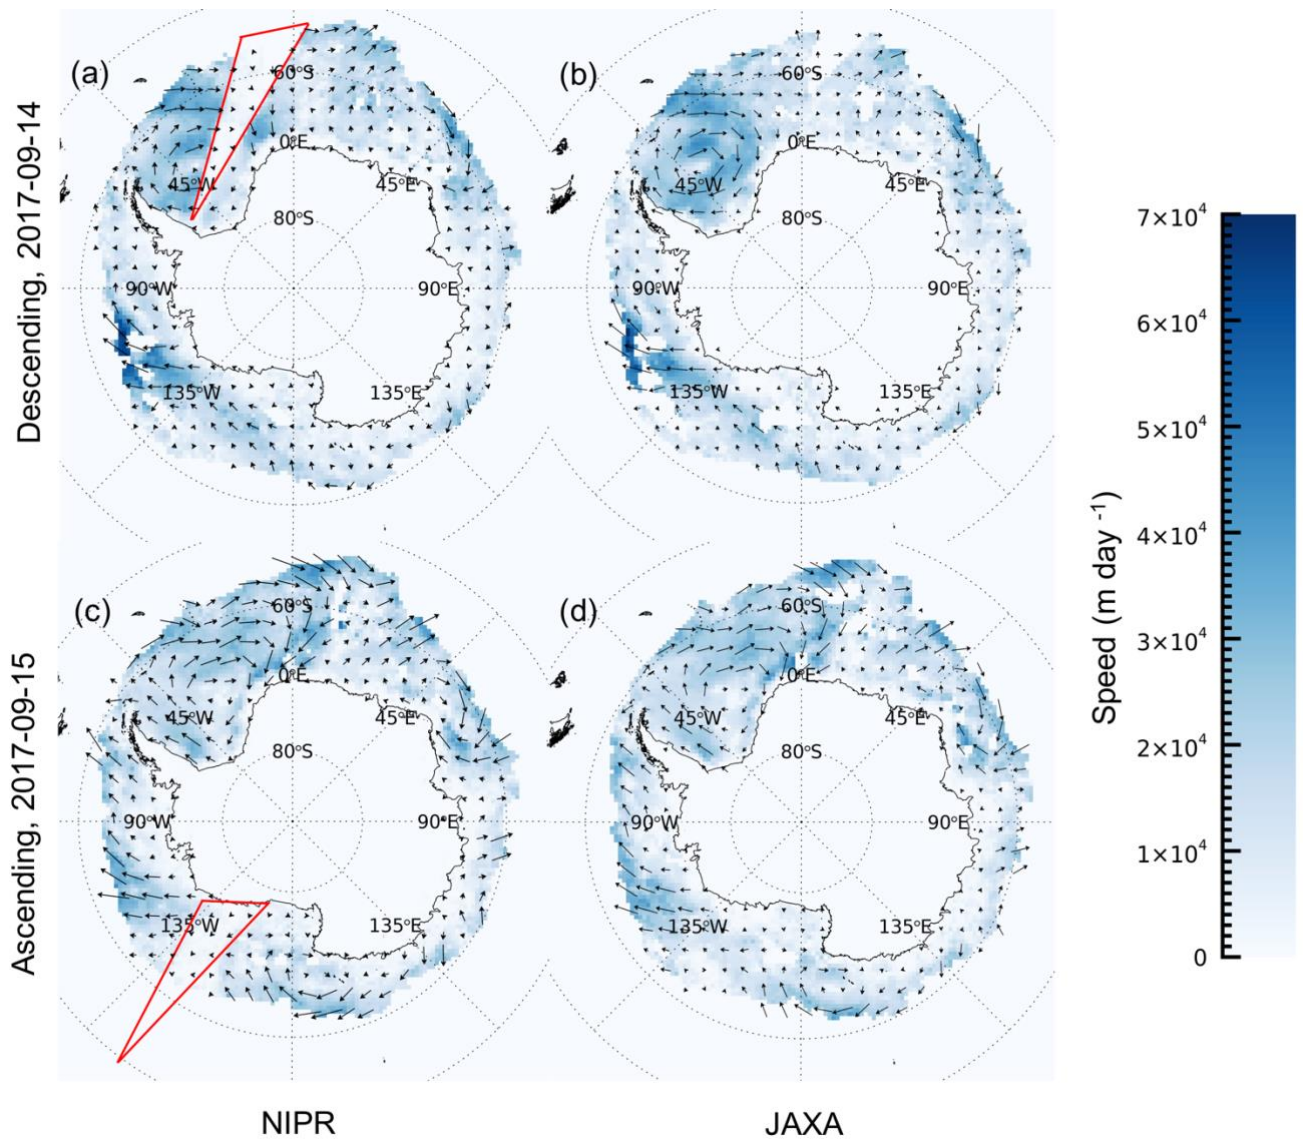 (a)
60°S
0°E
45°W
45°E
80°S
90°W
90°E
135°W
135°E
(b)
60°S
0°E
45°W
45°E
80°S
90°W
90°E
135°W
135°E
Descending, 2017-09-14
(c)
60°S
0°E
45°W
45°E
80°S
90°W
90°E
135°W
135°E
(d)
60°S
0°E
45°W
45°E
80°S
90°W
90°E
135°W
135°E
Ascending, 2017-09-15
NIPR
JAXA
7×10⁴
6×10⁴
5×10⁴
4×10⁴
3×10⁴
2×10⁴
1×10⁴
0
Speed (m day ⁻¹)